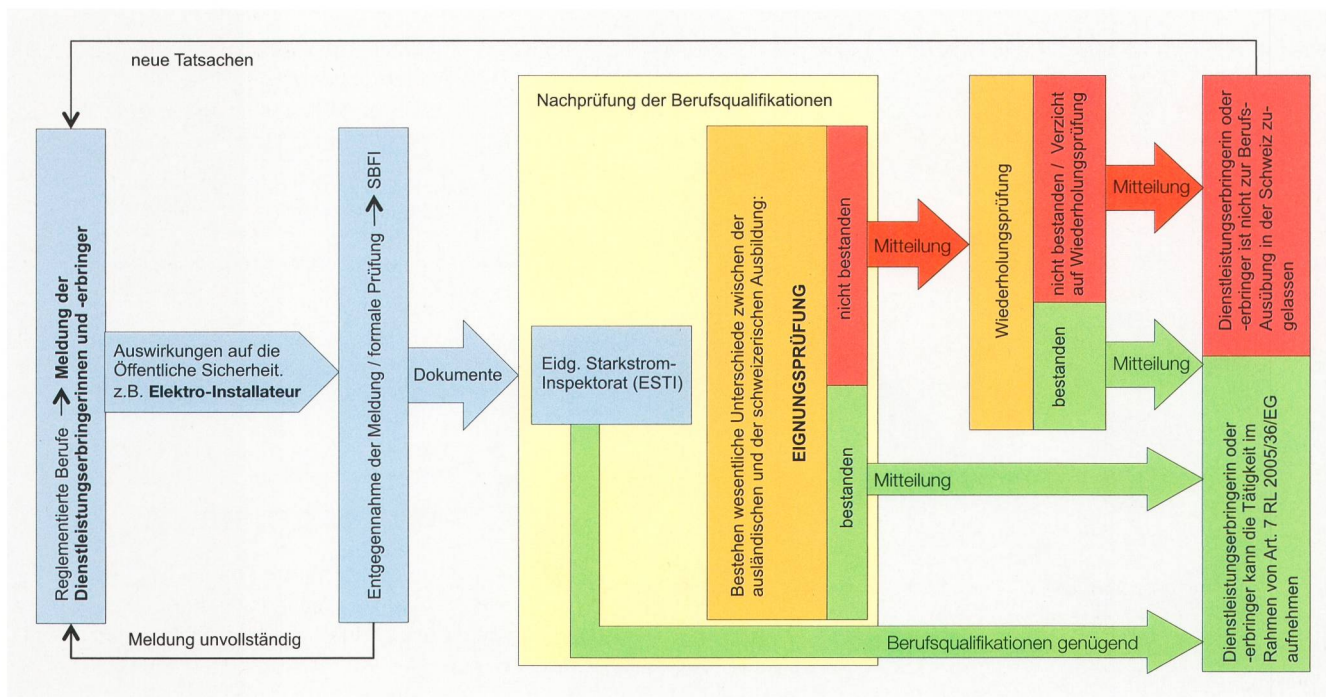 neue Tatsachen
Reglementierte Berufe → Meldung der
Dienstleistungserbringerinnen und -erbringer
Auswirkungen auf die
Öffentliche Sicherheit.
z.B. Elektro-Installateur
Meldung unvollständig
Entgegennahme der Meldung / formale Prüfung → SBFI
Dokumente
Nachprüfung der Berufsqualifikationen
Eidg. Starkstrom-
Inspektorat (ESTI)
Bestehen wesentliche Unterschiede zwischen der
ausländischen und der schweizerischen Ausbildung:
EIGNUNGSPRÜFUNG
nicht bestanden
bestanden
Mitteilung
Mitteilung
Berufsqualifikationen genügend
Wiederholungsprüfung
nicht bestanden / Verzicht
auf Wiederholungsprüfung
bestanden
Mitteilung
Mitteilung
Dienstleistungserbringerin oder
-erbringer ist nicht zur Berufs-
Ausübung in der Schweiz zu-
gelassen
Dienstleistungserbringerin oder
-erbringer kann die Tätigkeit im
Rahmen von Art. 7 RL 2005/36/EG
aufnehmen